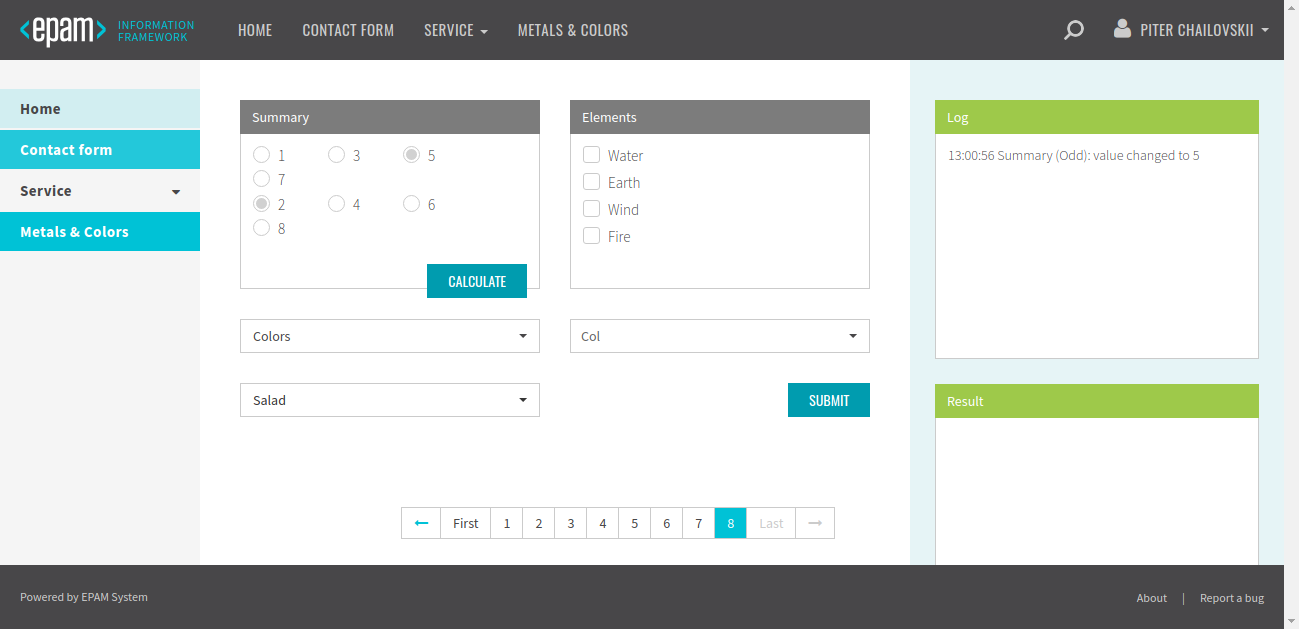 <epam> INFORMATION FRAMEWORK
HOME CONTACT FORM SERVICE METALS & COLORS PITER CHAILOVSKII
Home
Contact form
Service
Metals & Colors
Summary
1 3 5
7
2 4 6
8
CALCULATE
Elements
Water
Earth
Wind
Fire
Colors
Col
Salad
SUBMIT
First 1 2 3 4 5 6 7 8 Last
Log
13:00:56 Summary (Odd): value changed to 5
Result
Powered by EPAM System
About | Report a bug